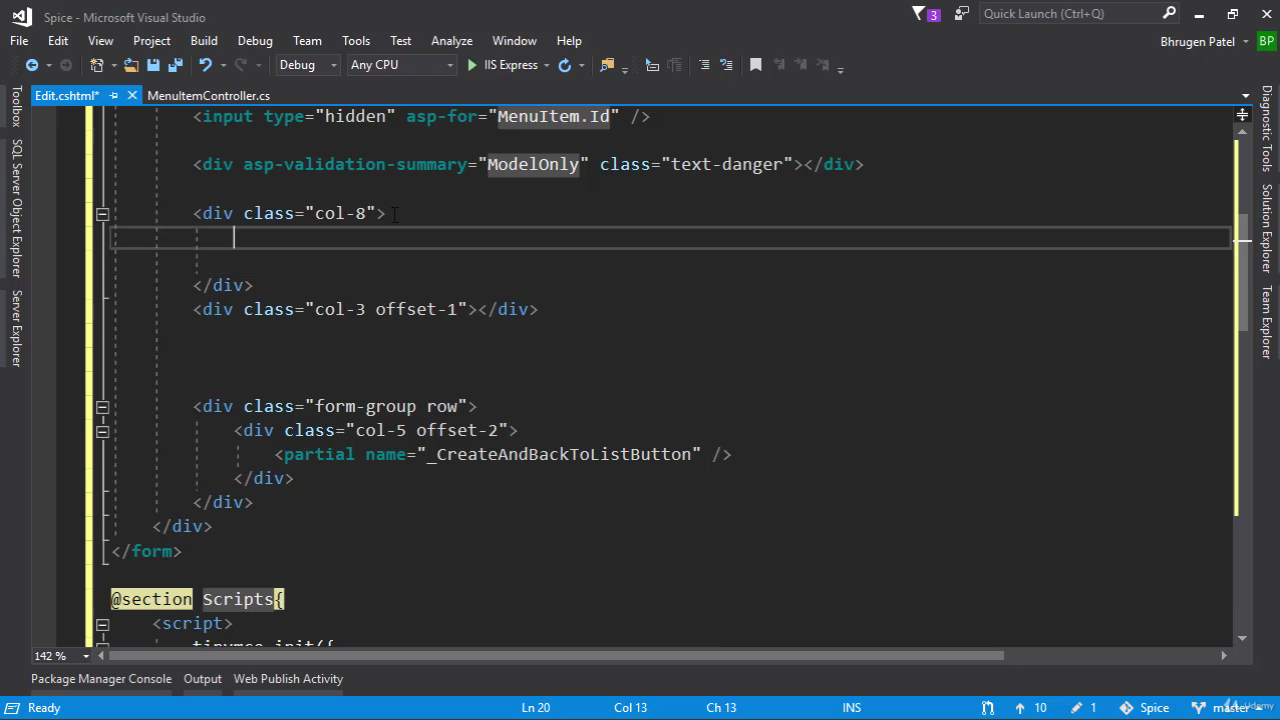 Spice - Microsoft Visual Studio
3
Quick Launch (Ctrl+Q)
File Edit View Project Build Debug Team Tools Test Analyze Window Help
Bhrugen Patel BP
Debug Any CPU IIS Express
Edit.cshtml* MenuItemController.cs
Toolbox
SQL Server Object Explorer
Server Explorer
<input type="hidden" asp-for="MenuItem.Id" />
<div asp-validation-summary="ModelOnly" class="text-danger"></div>
<div class="col-8">
</div>
<div class="col-3 offset-1"></div>
<div class="form-group row">
<div class="col-5 offset-2">
<partial name="_CreateAndBackToListButton" />
</div>
</div>
</div>
</form>
@section Scripts{
<script>
tinymce.init({
Diagnostic Tools
Solution Explorer
Team Explorer
142 %
Package Manager Console Output Web Publish Activity
Ready Ln 20 Col 13 Ch 13 INS 10 1 Spice master
Udemy